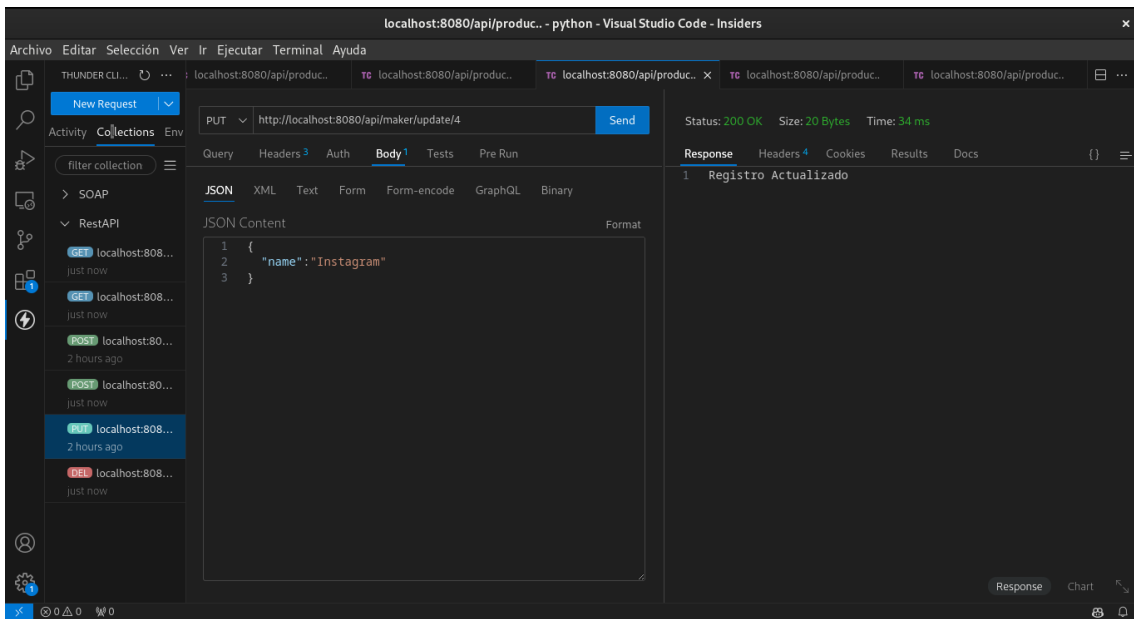 localhost:8080/api/produc.. - python - Visual Studio Code - Insiders
Archivo Editar Selección Ver Ir Ejecutar Terminal Ayuda
THUNDER CLI...
localhost:8080/api/produc..
TC localhost:8080/api/produc..
TC localhost:8080/api/produc..
TC localhost:8080/api/produc..
TC localhost:8080/api/produc..
New Request
Activity Collections Env
filter collection
SOAP
RestAPI
GET localhost:808...
just now
GET localhost:808...
just now
POST localhost:80...
2 hours ago
POST localhost:80...
just now
PUT localhost:808...
2 hours ago
DEL localhost:808...
just now
PUT http://localhost:8080/api/maker/update/4 Send
Query Headers 3 Auth Body 1 Tests Pre Run
JSON XML Text Form Form-encode GraphQL Binary
JSON Content Format
1 {
2 "name":"Instagram"
3 }
Status: 200 OK Size: 20 Bytes Time: 34 ms
Response Headers 4 Cookies Results Docs {}
1 Registro Actualizado
Response Chart
1
1
0 0 0